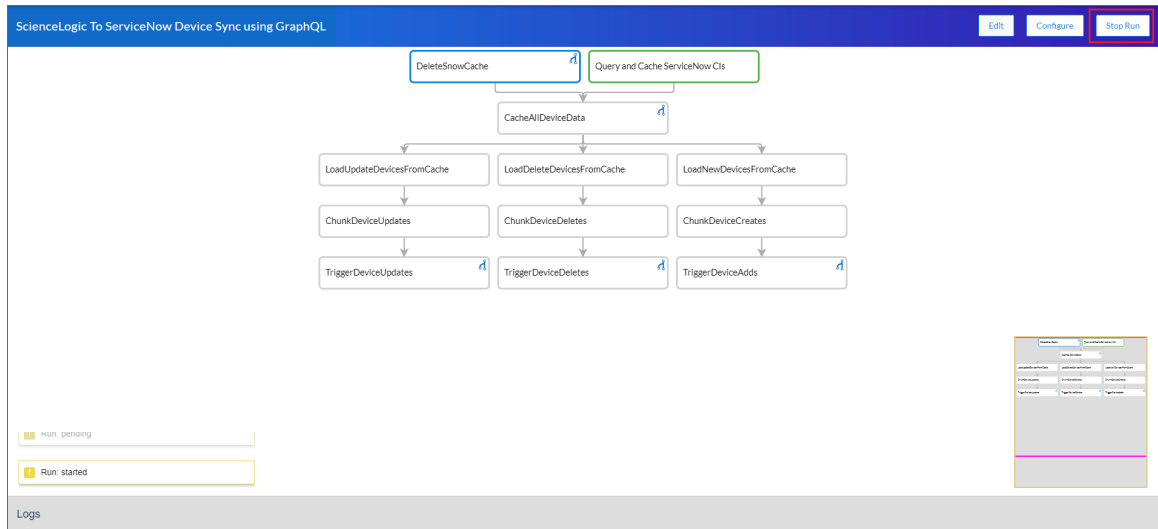 ScienceLogic To ServiceNow Device Sync using GraphQL
Edit
Configure
Stop Run
DeleteSnowCache
Query and Cache ServiceNow CIs
CacheAllDeviceData
LoadUpdateDevicesFromCache
LoadDeleteDevicesFromCache
LoadNewDevicesFromCache
ChunkDeviceUpdates
ChunkDeviceDeletes
ChunkDeviceCreates
TriggerDeviceUpdates
TriggerDeviceDeletes
TriggerDeviceAdds
Run: pending
Run: started
Logs